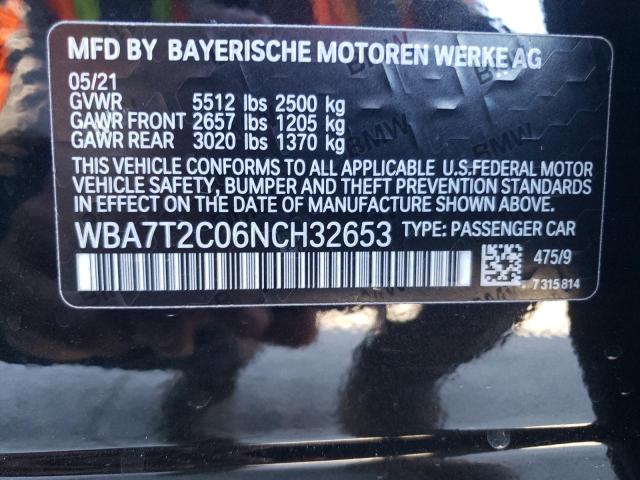 MFD BY BAYERISCHE MOTOREN WERKE AG
05/21
GVWR 5512 lbs 2500 kg
GAWR FRONT 2657 lbs 1205 kg
GAWR REAR 3020 lbs 1370 kg
THIS VEHICLE CONFORMS TO ALL APPLICABLE U.S.FEDERAL MOTOR
VEHICLE SAFETY, BUMPER AND THEFT PREVENTION STANDARDS
IN EFFECT ON THE DATE OF MANUFACTURE SHOWN ABOVE.
WBA7T2C06NCH32653 TYPE: PASSENGER CAR
475/9
7 315 814